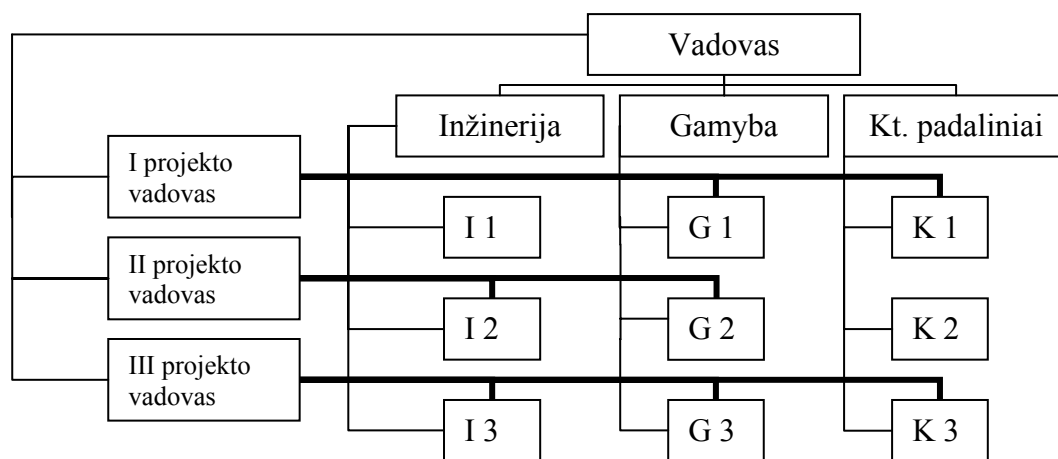 Vadovas
Inžinerija
Gamyba
Kt. padaliniai
I projekto
vadovas
I 1
G 1
K 1
II projekto
vadovas
I 2
G 2
K 2
III projekto
vadovas
I 3
G 3
K 3